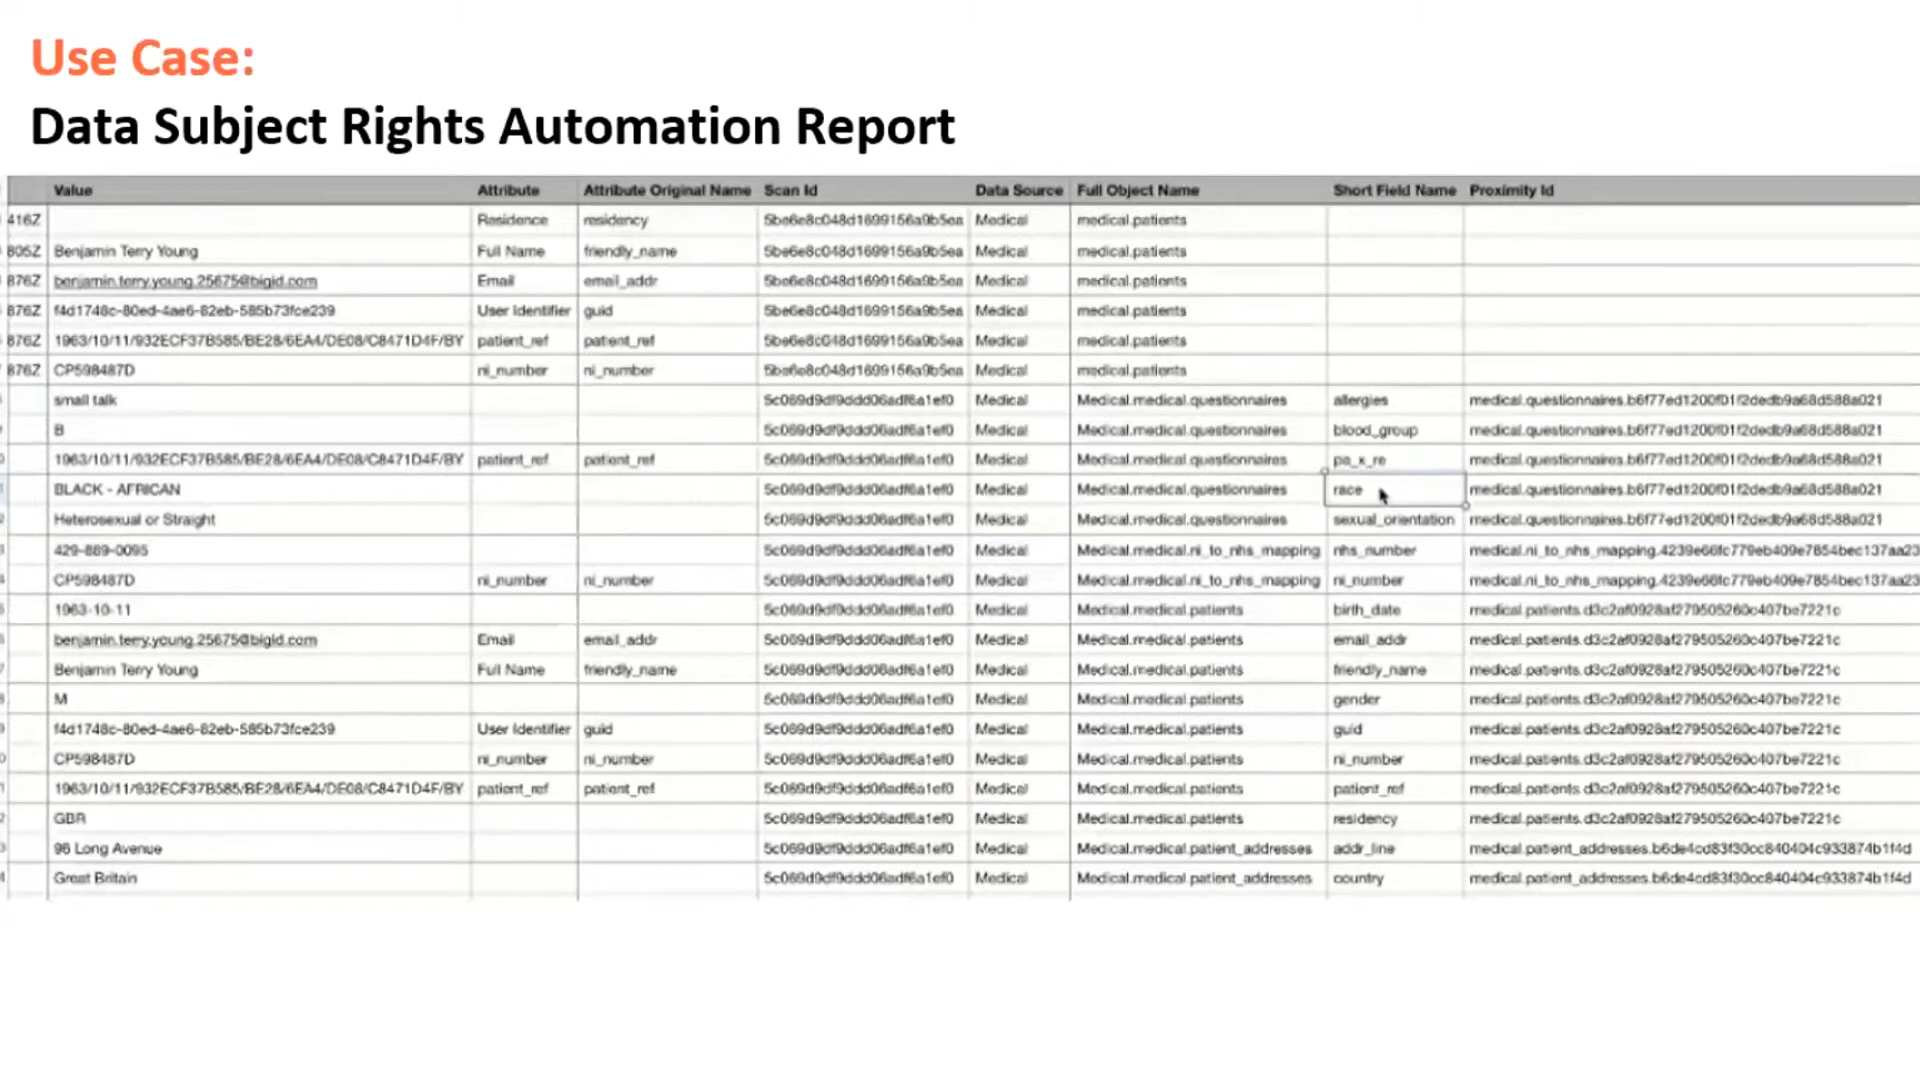 Use Case:
Data Subject Rights Automation Report
Value Attribute Attribute Original Name Scan Id Data Source Full Object Name Short Field Name Proximity Id
416Z Residence residency 5be6e8c048d1699156a9b5ea Medical medical.patients
805Z Benjamin Terry Young Full Name friendly_name 5be6e8c048d1699156a9b5ea Medical medical.patients
876Z benjamin.terry.young.25675@bigid.com Email email_addr 5be6e8c048d1699156a9b5ea Medical medical.patients
876Z f4d1748c-80ed-4ae6-82eb-585b73fce239 User Identifier guid 5be6e8c048d1699156a9b5ea Medical medical.patients
876Z 1963/10/11/932ECF37B585/BE28/6EA4/DE08/C8471D4F/BY patient_ref patient_ref 5be6e8c048d1699156a9b5ea Medical medical.patients
876Z CP598487D ni_number ni_number 5be6e8c048d1699156a9b5ea Medical medical.patients
small talk 5c069d9df9ddd06adf6a1ef0 Medical Medical.medical.questionnaires allergies medical.questionnaires.b6f77ed1200f01f2dedb9a68d588a021
B 5c069d9df9ddd06adf6a1ef0 Medical Medical.medical.questionnaires blood_group medical.questionnaires.b6f77ed1200f01f2dedb9a68d588a021
1963/10/11/932ECF37B585/BE28/6EA4/DE08/C8471D4F/BY patient_ref patient_ref 5c069d9df9ddd06adf6a1ef0 Medical Medical.medical.questionnaires pa_x_re medical.questionnaires.b6f77ed1200f01f2dedb9a68d588a021
BLACK - AFRICAN 5c069d9df9ddd06adf6a1ef0 Medical Medical.medical.questionnaires race medical.questionnaires.b6f77ed1200f01f2dedb9a68d588a021
Heterosexual or Straight 5c069d9df9ddd06adf6a1ef0 Medical Medical.medical.questionnaires sexual_orientation medical.questionnaires.b6f77ed1200f01f2dedb9a68d588a021
429-889-0095 5c069d9df9ddd06adf6a1ef0 Medical Medical.medical.ni_to_nhs_mapping nhs_number medical.ni_to_nhs_mapping.4239e66fc779eb409e7854bec137aa23
CP598487D ni_number ni_number 5c069d9df9ddd06adf6a1ef0 Medical Medical.medical.ni_to_nhs_mapping ni_number medical.ni_to_nhs_mapping.4239e66fc779eb409e7854bec137aa23
1963-10-11 5c069d9df9ddd06adf6a1ef0 Medical Medical.medical.patients birth_date medical.patients.d3c2af0928af279505260c407be7221c
benjamin.terry.young.25675@bigid.com Email email_addr 5c069d9df9ddd06adf6a1ef0 Medical Medical.medical.patients email_addr medical.patients.d3c2af0928af279505260c407be7221c
Benjamin Terry Young Full Name friendly_name 5c069d9df9ddd06adf6a1ef0 Medical Medical.medical.patients friendly_name medical.patients.d3c2af0928af279505260c407be7221c
M 5c069d9df9ddd06adf6a1ef0 Medical Medical.medical.patients gender medical.patients.d3c2af0928af279505260c407be7221c
f4d1748c-80ed-4ae6-82eb-585b73fce239 User Identifier guid 5c069d9df9ddd06adf6a1ef0 Medical Medical.medical.patients guid medical.patients.d3c2af0928af279505260c407be7221c
CP598487D ni_number ni_number 5c069d9df9ddd06adf6a1ef0 Medical Medical.medical.patients ni_number medical.patients.d3c2af0928af279505260c407be7221c
1963/10/11/932ECF37B585/BE28/6EA4/DE08/C8471D4F/BY patient_ref patient_ref 5c069d9df9ddd06adf6a1ef0 Medical Medical.medical.patients patient_ref medical.patients.d3c2af0928af279505260c407be7221c
GBR 5c069d9df9ddd06adf6a1ef0 Medical Medical.medical.patients residency medical.patients.d3c2af0928af279505260c407be7221c
96 Long Avenue 5c069d9df9ddd06adf6a1ef0 Medical Medical.medical.patient_addresses addr_line medical.patient_addresses.b6de4cd83f30cc840404c933874b1f4d
Great Britain 5c069d9df9ddd06adf6a1ef0 Medical Medical.medical.patient_addresses country medical.patient_addresses.b6de4cd83f30cc840404c933874b1f4d